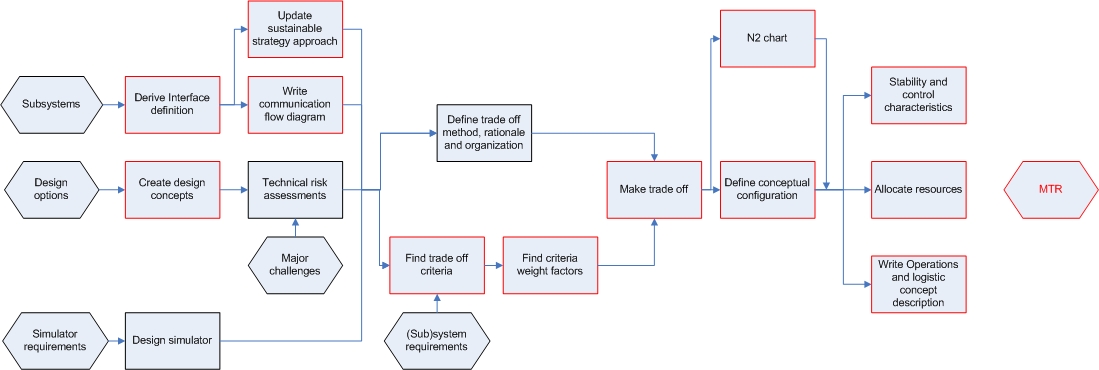 Update
sustainable
strategy approach
N2 chart
Subsystems
Derive Interface
definition
Write
communication
flow diagram
Stability and
control
characteristics
Define trade off
method, rationale
and organization
Design
options
Create design
concepts
Technical risk
assessments
Make trade off
Define conceptual
configuration
Allocate resources
MTR
Major
challenges
Find trade off
criteria
Find criteria
weight factors
Write Operations
and logistic
concept
description
Simulator
requirements
Design simulator
(Sub)system
requirements